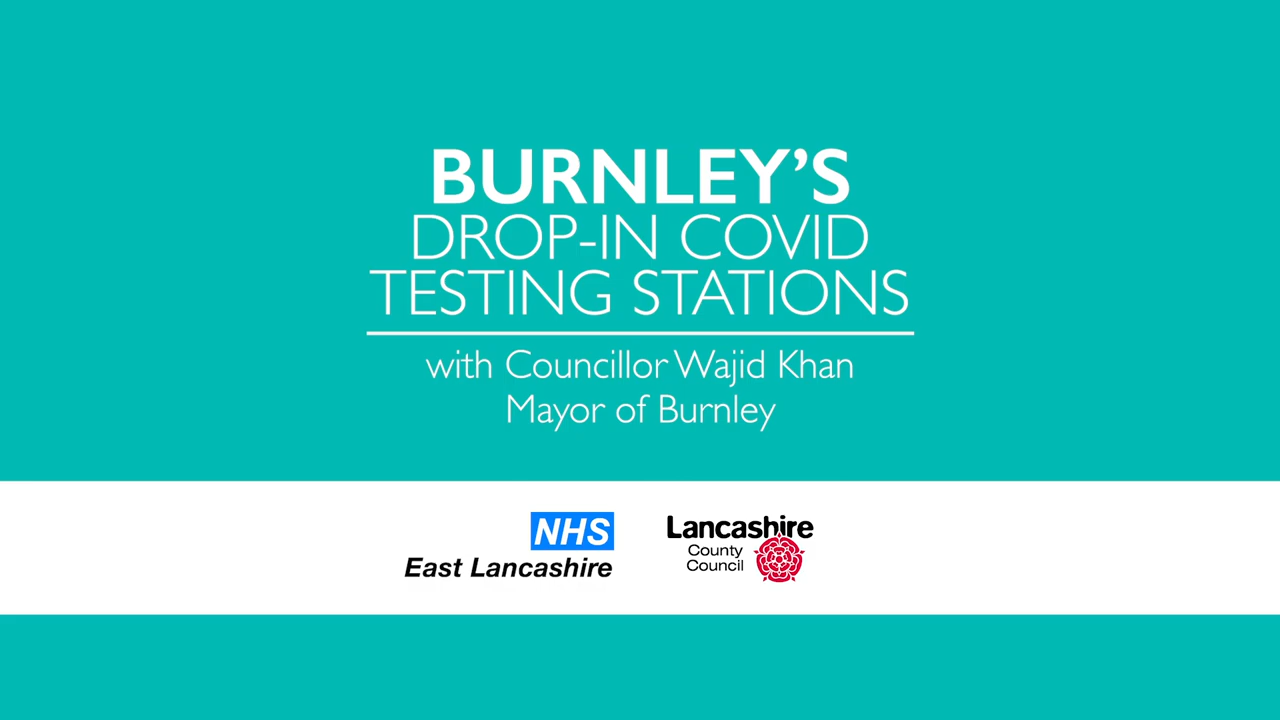 BURNLEY'S
DROP-IN COVID
TESTING STATIONS
with Councillor Wajid Khan
Mayor of Burnley
NHS
East Lancashire
Lancashire
County
Council